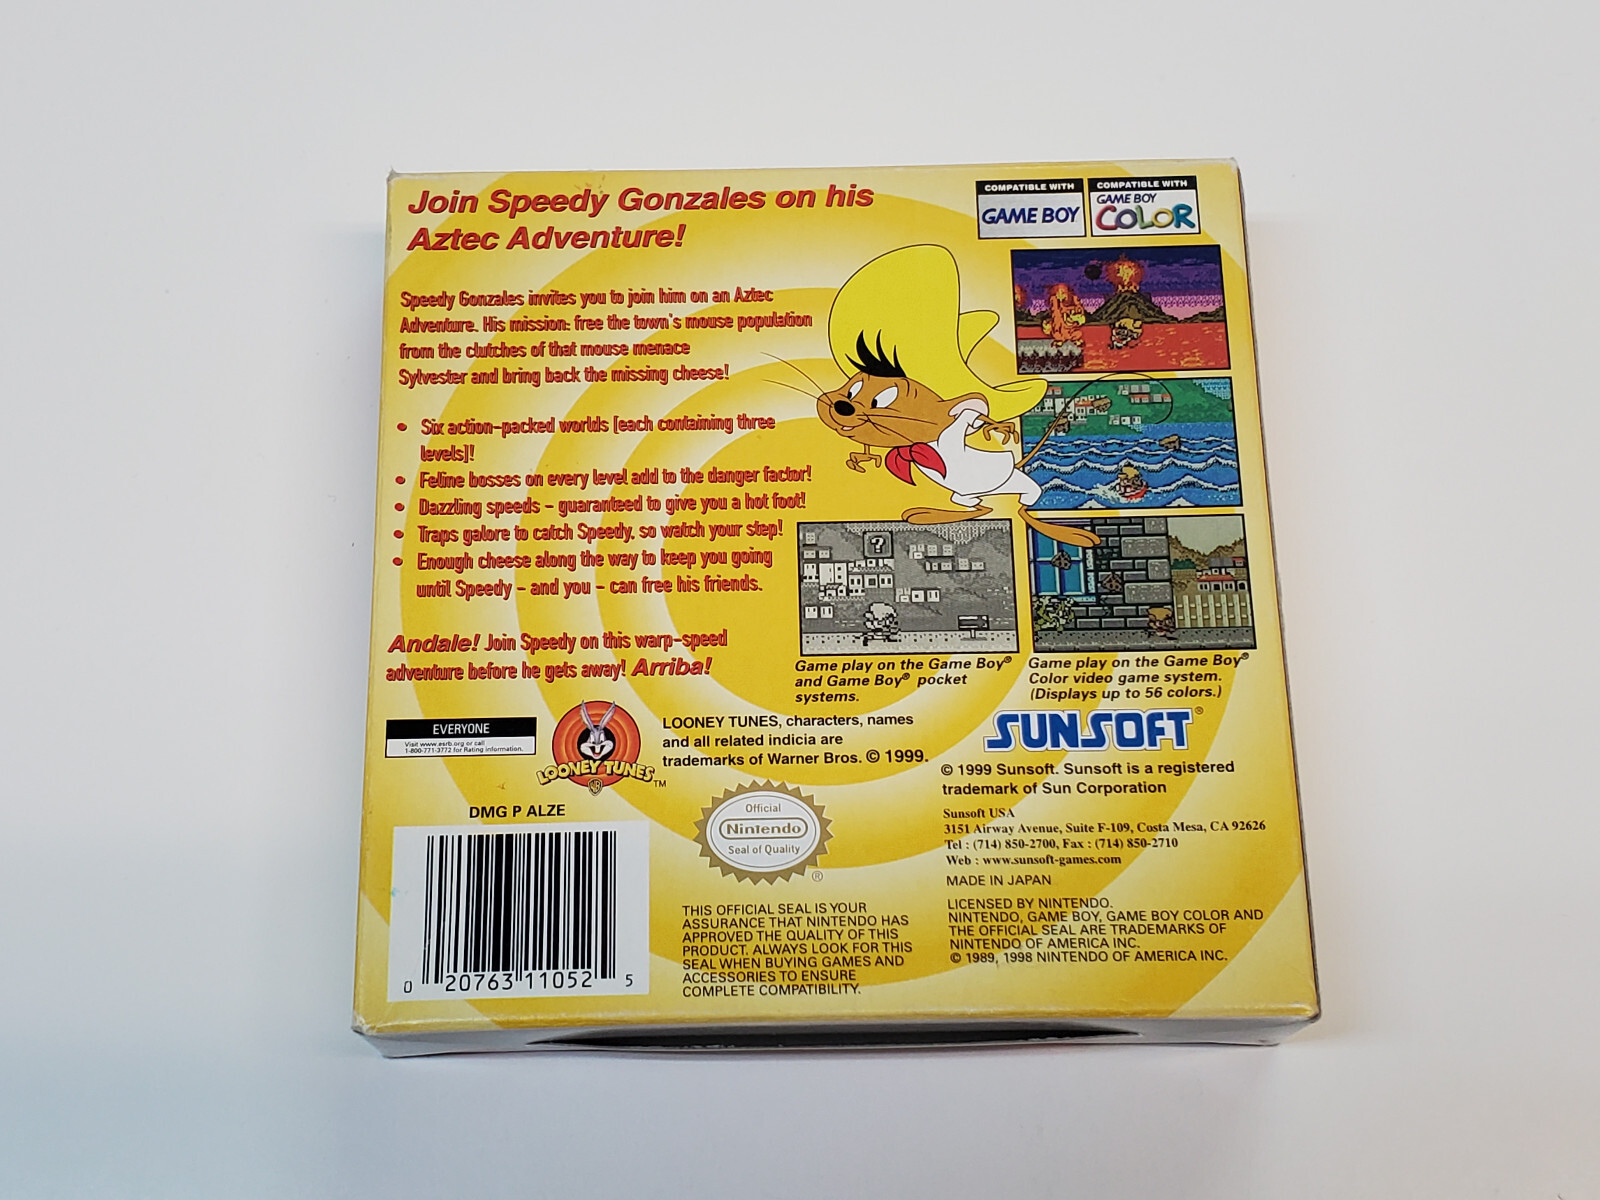 Join Speedy Gonzales on his
Aztec Adventure!
COMPATIBLE WITH
GAME BOY
COMPATIBLE WITH
GAME BOY
COLOR
Speedy Gonzales invites you to join him on an Aztec
Adventure. His mission: free the town's mouse population
from the clutches of that mouse menace
Sylvester and bring back the missing cheese!
• Six action-packed worlds [each containing three
levels]!
• Feline bosses on every level add to the danger factor!
• Dazzling speeds - guaranteed to give you a hot foot!
• Traps galore to catch Speedy, so watch your step!
• Enough cheese along the way to keep you going
until Speedy - and you - can free his friends.
Andale! Join Speedy on this warp-speed
adventure before he gets away! Arriba!
?
Game play on the Game Boy®
and Game Boy® pocket
systems.
Game play on the Game Boy®
Color video game system.
(Displays up to 56 colors.)
EVERYONE
Visit www.esrb.org or call
1-800-771-3772 for Rating Information.
LOONEY TUNES
WB
TM
LOONEY TUNES, characters, names
and all related indicia are
trademarks of Warner Bros. © 1999.
SUNSOFT®
© 1999 Sunsoft. Sunsoft is a registered
trademark of Sun Corporation
Sunsoft USA
3151 Airway Avenue, Suite F-109, Costa Mesa, CA 92626
Tel : (714) 850-2700, Fax : (714) 850-2710
Web : www.sunsoft-games.com
MADE IN JAPAN
LICENSED BY NINTENDO.
NINTENDO, GAME BOY, GAME BOY COLOR AND
THE OFFICIAL SEAL ARE TRADEMARKS OF
NINTENDO OF AMERICA INC.
© 1989, 1998 NINTENDO OF AMERICA INC.
DMG P ALZE
0 20763 11052 5
Official
Nintendo
Seal of Quality
®
THIS OFFICIAL SEAL IS YOUR
ASSURANCE THAT NINTENDO HAS
APPROVED THE QUALITY OF THIS
PRODUCT. ALWAYS LOOK FOR THIS
SEAL WHEN BUYING GAMES AND
ACCESSORIES TO ENSURE
COMPLETE COMPATIBILITY.